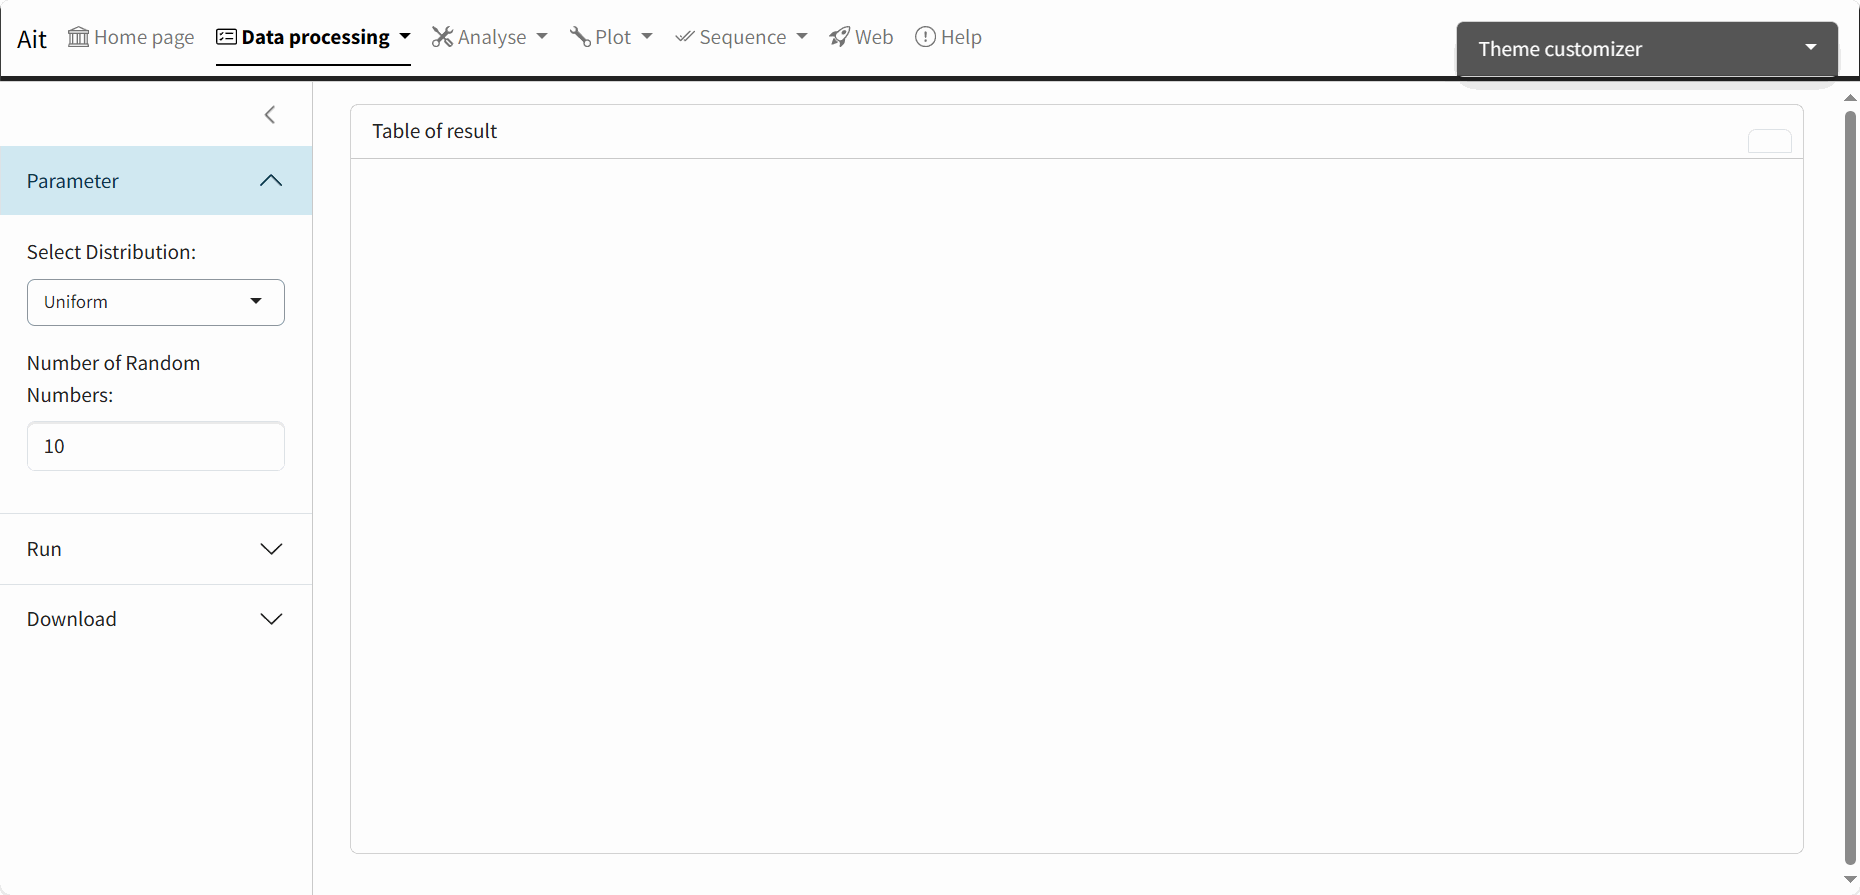 Ait Home page Data processing Analyse Plot Sequence Web Help Theme customizer
Table of result
Parameter
Select Distribution:
Uniform
Number of Random
Numbers:
10
Run
Download